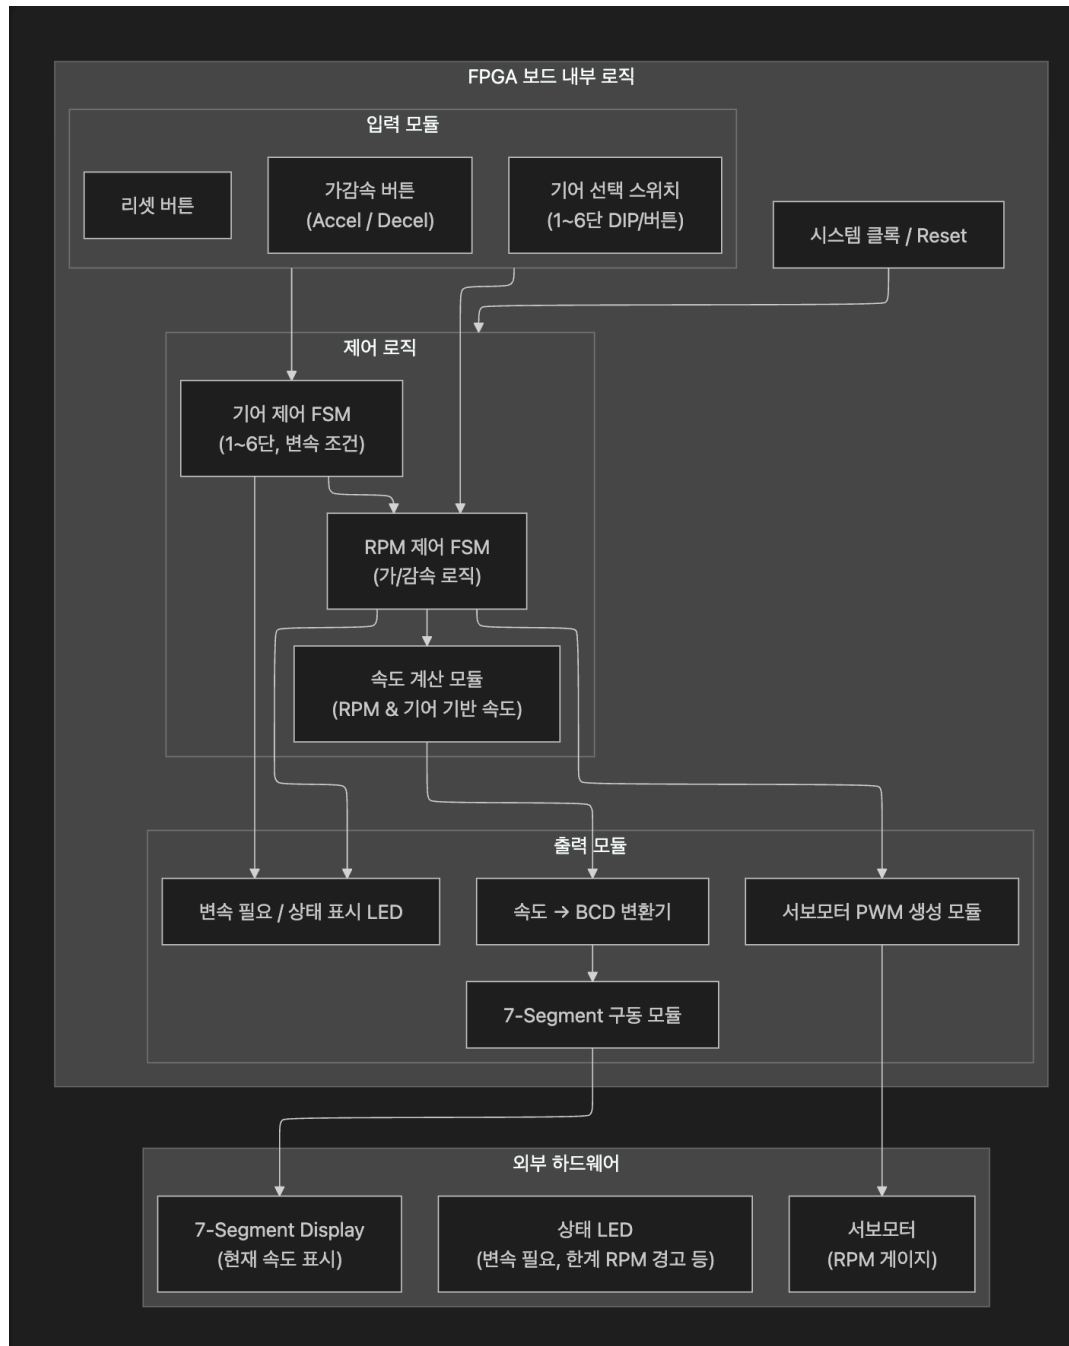 FPGA 보드 내부 로직
입력 모듈
리셋 버튼
가감속 버튼
(Accel / Decel)
기어 선택 스위치
(1~6단 DIP/버튼)
시스템 클록 / Reset
제어 로직
기어 제어 FSM
(1~6단, 변속 조건)
RPM 제어 FSM
(가/감속 로직)
속도 계산 모듈
(RPM & 기어 기반 속도)
출력 모듈
변속 필요 / 상태 표시 LED
속도 → BCD 변환기
서보모터 PWM 생성 모듈
7-Segment 구동 모듈
외부 하드웨어
7-Segment Display
(현재 속도 표시)
상태 LED
(변속 필요, 한계 RPM 경고 등)
서보모터
(RPM 게이지)